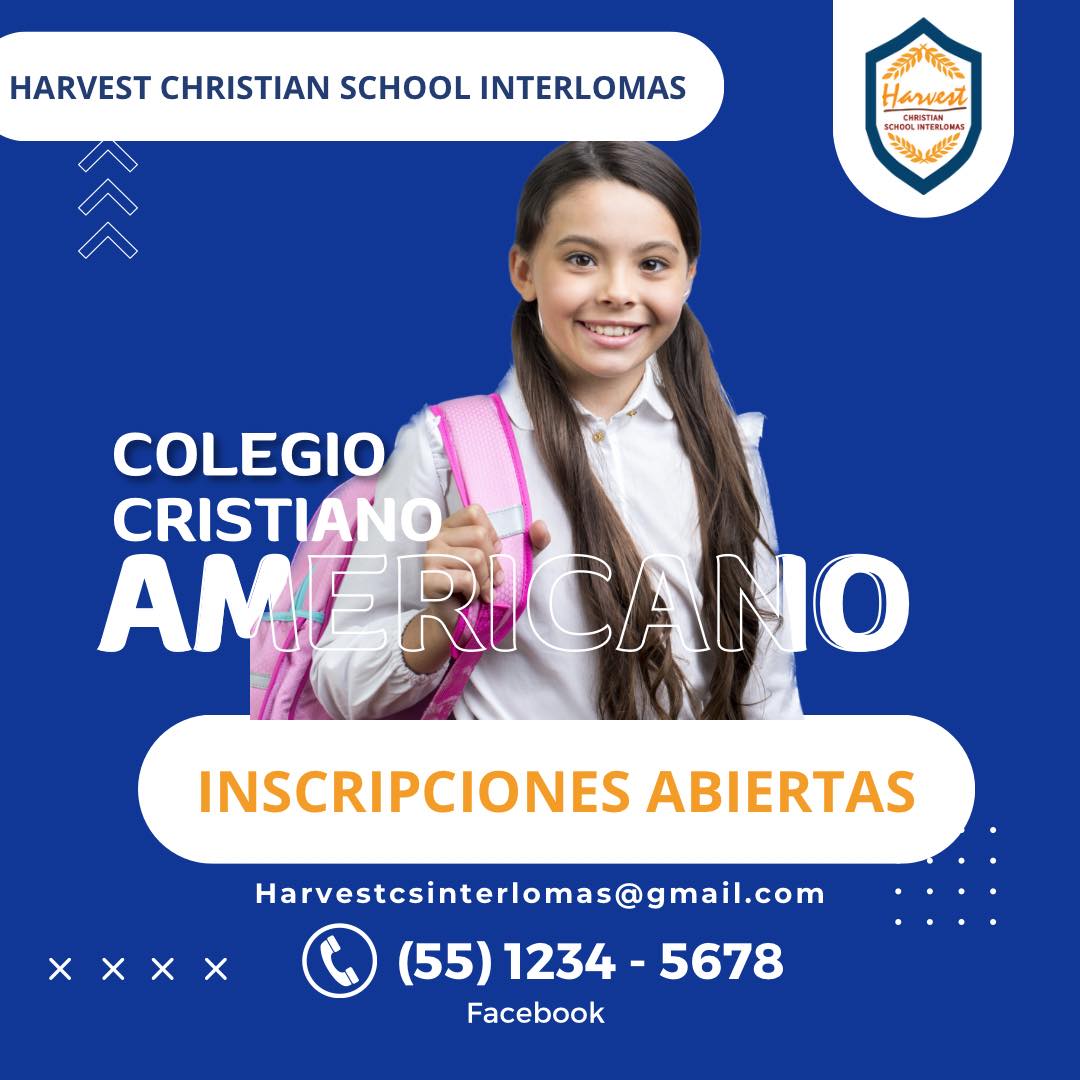 HARVEST CHRISTIAN SCHOOL INTERLOMAS
Harvest
CHRISTIAN
SCHOOL INTERLOMAS
COLEGIO
CRISTIANO
AMERICANO
INSCRIPCIONES ABIERTAS
Harvestcsinterlomas@gmail.com
(55) 1234 - 5678
Facebook